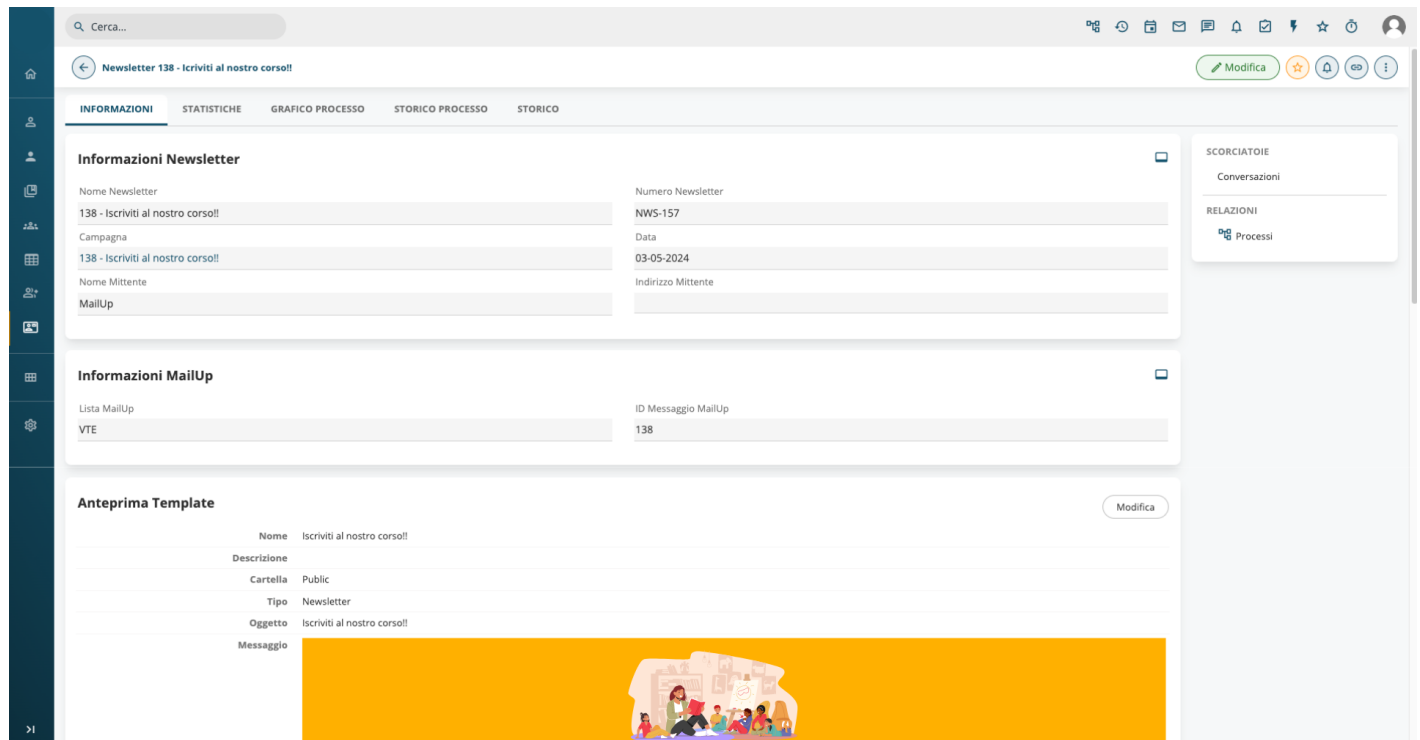 Cerca...
Newsletter 138 - Icriviti al nostro corso!!
Modifica
INFORMAZIONI STATISTICHE GRAFICO PROCESSO STORICO PROCESSO STORICO
Informazioni Newsletter
Nome Newsletter Numero Newsletter
138 - Iscriviti al nostro corso!! NWS-157
Campagna Data
138 - Iscriviti al nostro corso!! 03-05-2024
Nome Mittente Indirizzo Mittente
MailUp
SCORCIATOIE
Conversazioni
RELAZIONI
Processi
Informazioni MailUp
Lista MailUp ID Messaggio MailUp
VTE 138
Anteprima Template Modifica
Nome Iscriviti al nostro corso!!
Descrizione
Cartella Public
Tipo Newsletter
Oggetto Iscriviti al nostro corso!!
Messaggio